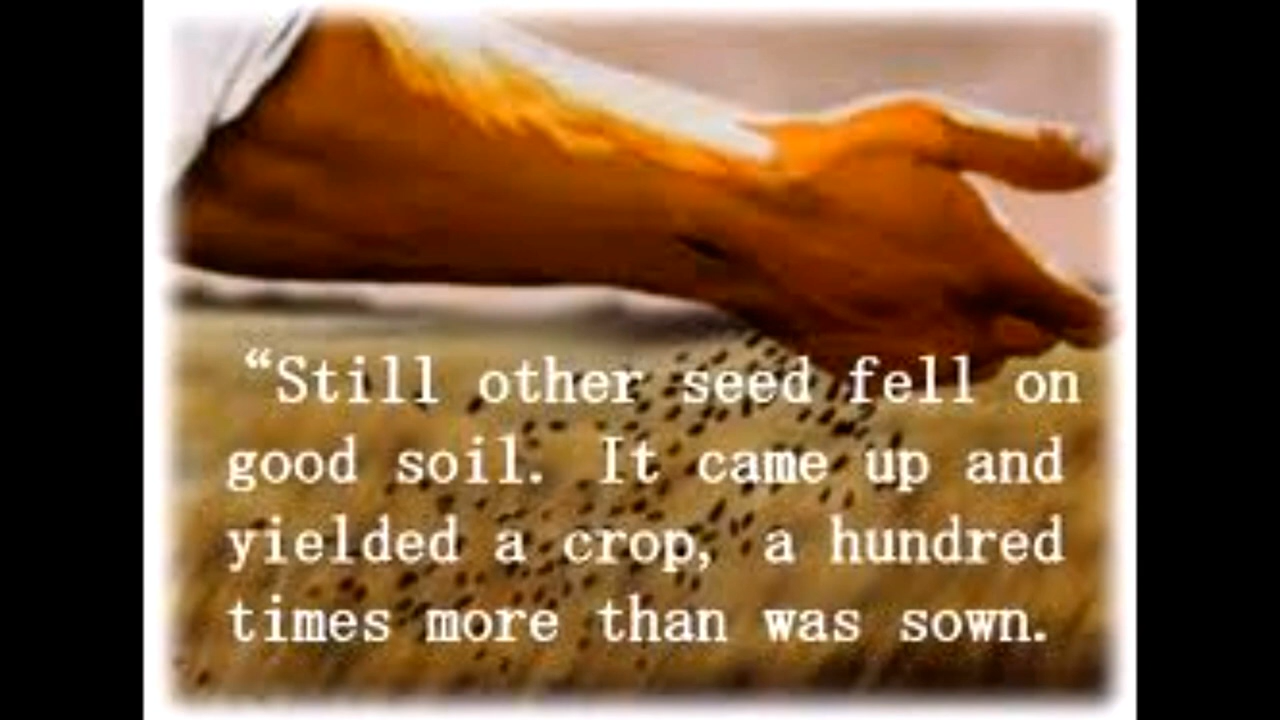 “Still other seed fell on
good soil. It came up and
yielded a crop, a hundred
times more than was sown.